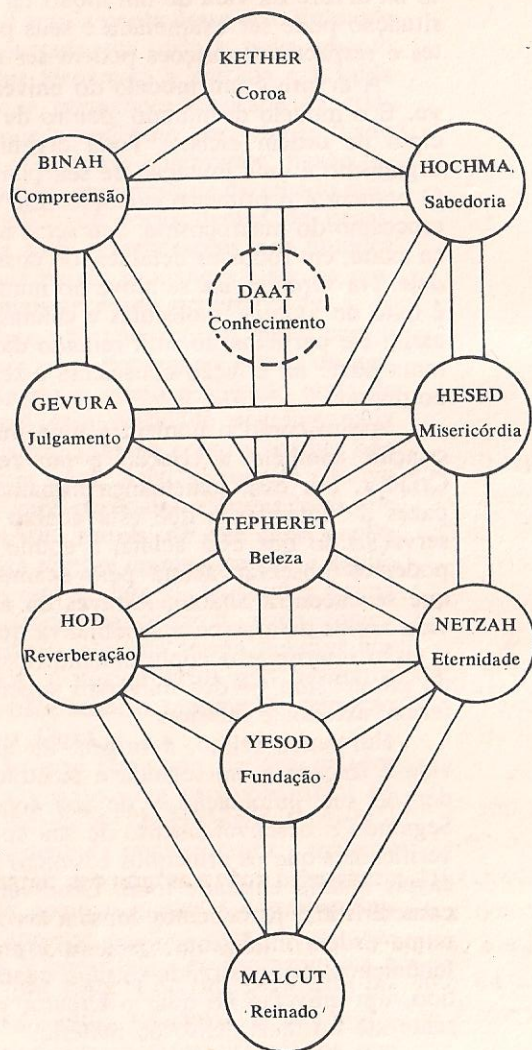 KETHER
Coroa
BINAH
Compreensão
HOCHMA
Sabedoria
DAAT
Conhecimento
GEVURA
Julgamento
HESED
Misericórdia
TEPHERET
Beleza
HOD
Reverberação
NETZAH
Eternidade
YESOD
Fundação
MALCUT
Reinado